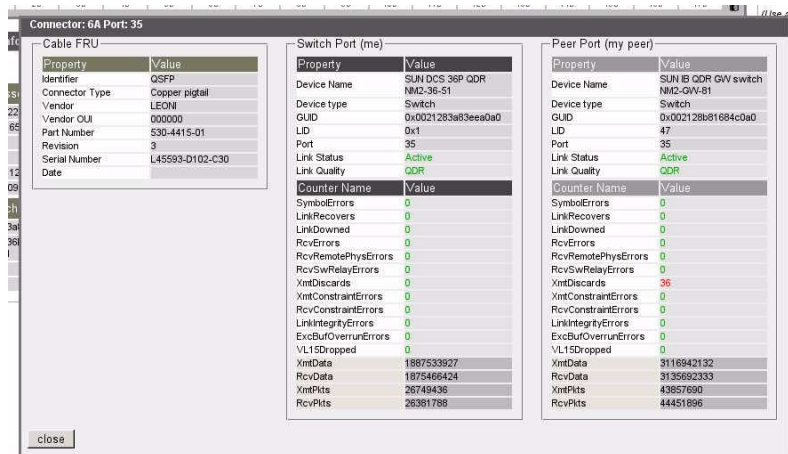 Connector: 6A Port: 35
Cable FRU
Property Value
Identifier QSFP
Connector Type Copper pigtail
Vendor LEONI
Vendor OUI 000000
Part Number 530-4415-01
Revision 3
Serial Number L45593-D102-C30
Date
Switch Port (me)
Property Value
Device Name SUN DCS 36P QDR
NM2-36-51
Device type Switch
GUID 0x0021283a83eea0a0
LID 0x1
Port 35
Link Status Active
Link Quality QDR
Counter Name Value
SymbolErrors 0
LinkRecovers 0
LinkDowned 0
RcvErrors 0
RcvRemotePhysErrors 0
RcvSwRelayErrors 0
XmtDiscards 0
XmtConstraintErrors 0
RcvConstraintErrors 0
LinkIntegrityErrors 0
ExcBufOverrunErrors 0
VL15Dropped 0
XmtData 1887533927
RcvData 1875466424
XmtPkts 26749436
RcvPkts 26381788
Peer Port (my peer)
Property Value
Device Name SUN IB QDR GW switch
NM2-GW-81
Device type Switch
GUID 0x002128b81684c0a0
LID 47
Port 35
Link Status Active
Link Quality QDR
Counter Name Value
SymbolErrors 0
LinkRecovers 0
LinkDowned 0
RcvErrors 0
RcvRemotePhysErrors 0
RcvSwRelayErrors 0
XmtDiscards 36
XmtConstraintErrors 0
RcvConstraintErrors 0
LinkIntegrityErrors 0
ExcBufOverrunErrors 0
VL15Dropped 0
XmtData 3116942132
RcvData 3135692333
XmtPkts 43857690
RcvPkts 44451896
close